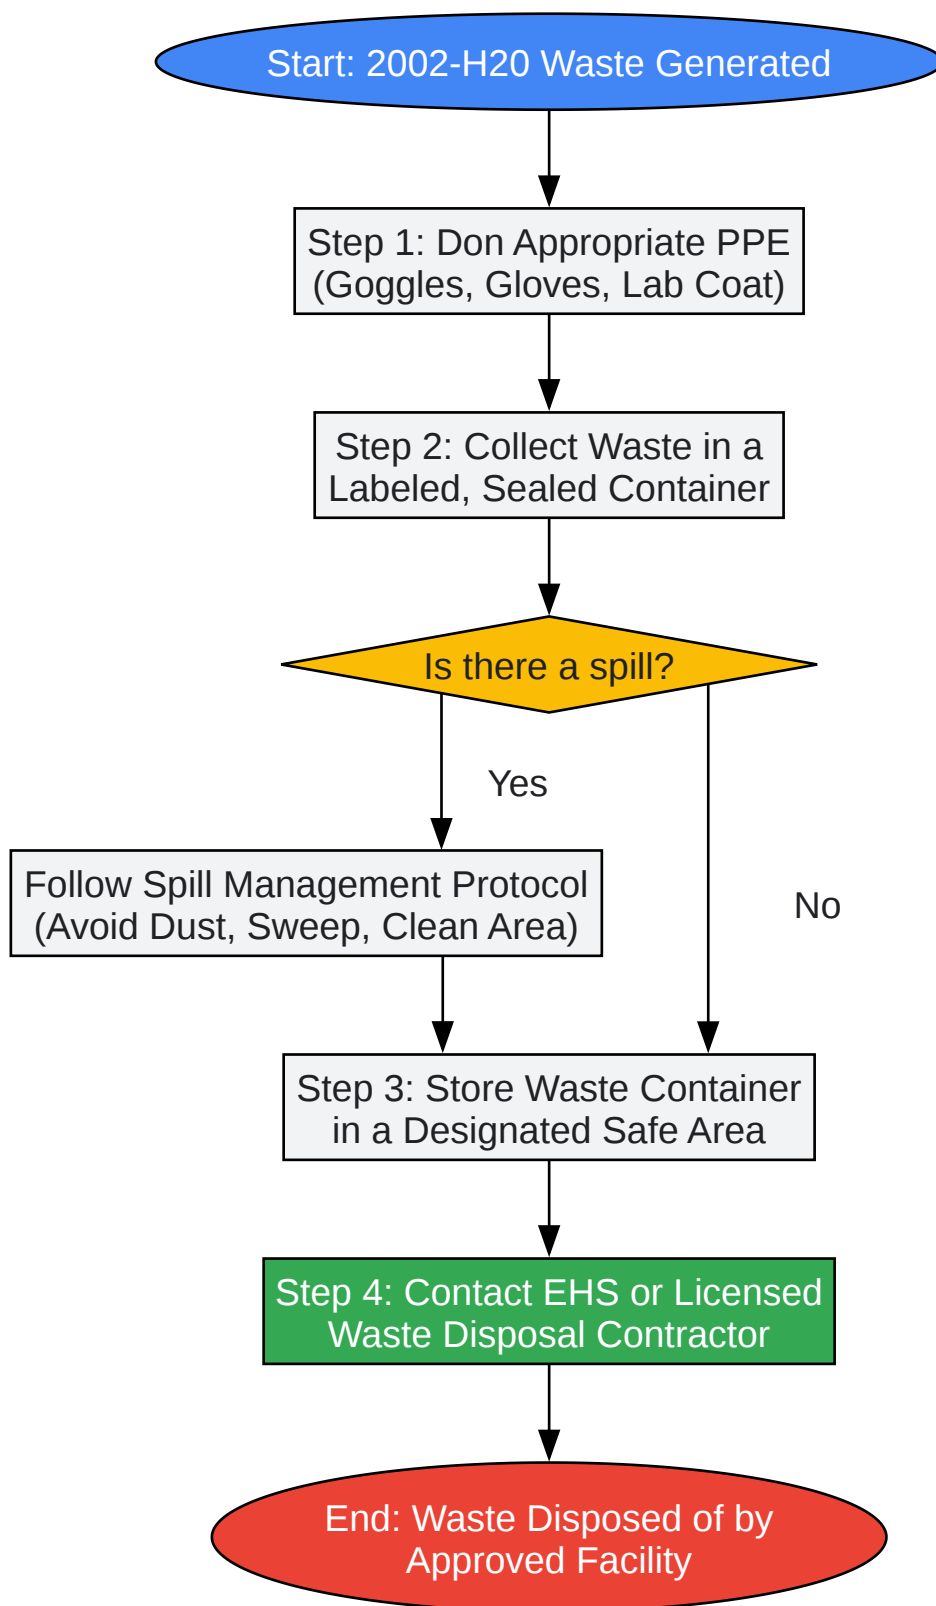 Start: 2002-H20 Waste Generated
Step 1: Don Appropriate PPE
(Goggles, Gloves, Lab Coat)
Step 2: Collect Waste in a
Labeled, Sealed Container
Is there a spill?
Yes
Follow Spill Management Protocol
(Avoid Dust, Sweep, Clean Area)
No
Step 3: Store Waste Container
in a Designated Safe Area
Step 4: Contact EHS or Licensed
Waste Disposal Contractor
End: Waste Disposed of by
Approved Facility